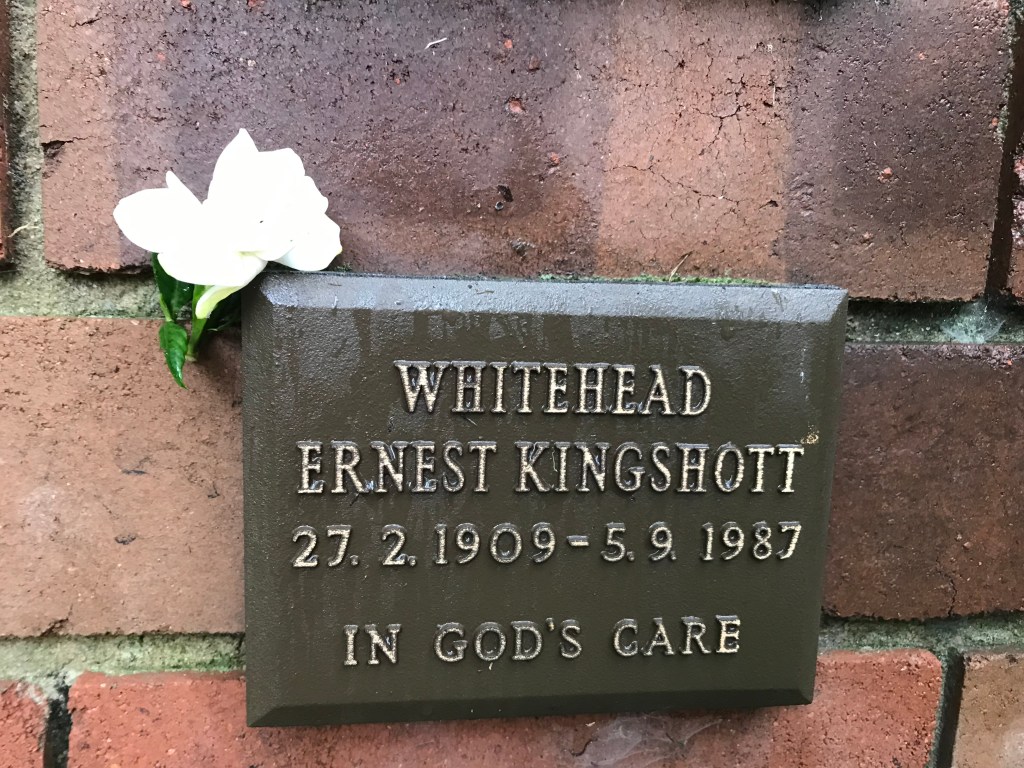 WHITEHEAD
ERNEST KINGSHOTT
27. 2. 1909 - 5. 9. 1987
IN GOD'S CARE